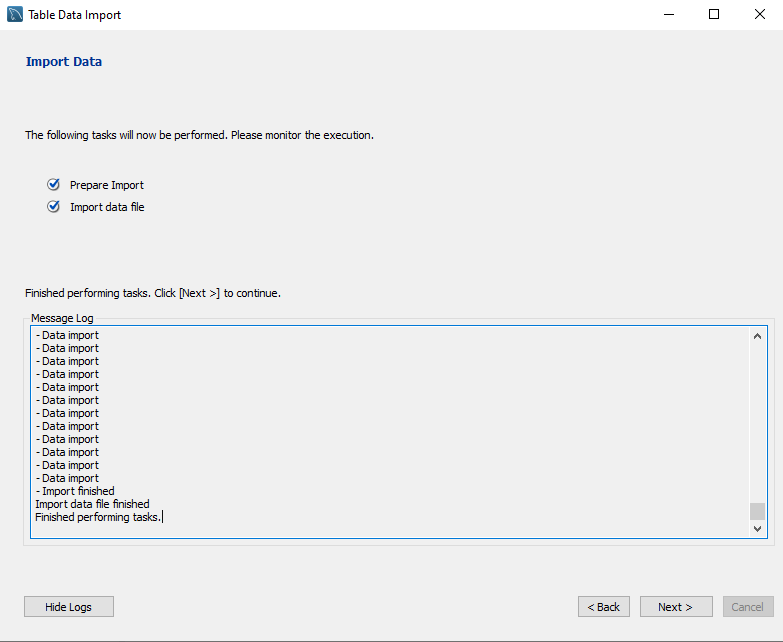 Table Data Import
Import Data
The following tasks will now be performed. Please monitor the execution.
Prepare Import
Import data file
Finished performing tasks. Click [Next >] to continue.
Message Log
- Data import
- Data import
- Data import
- Data import
- Data import
- Data import
- Data import
- Data import
- Data import
- Data import
- Data import
- Data import
- Import finished
Import data file finished
Finished performing tasks.
Hide Logs
< Back
Next >
Cancel